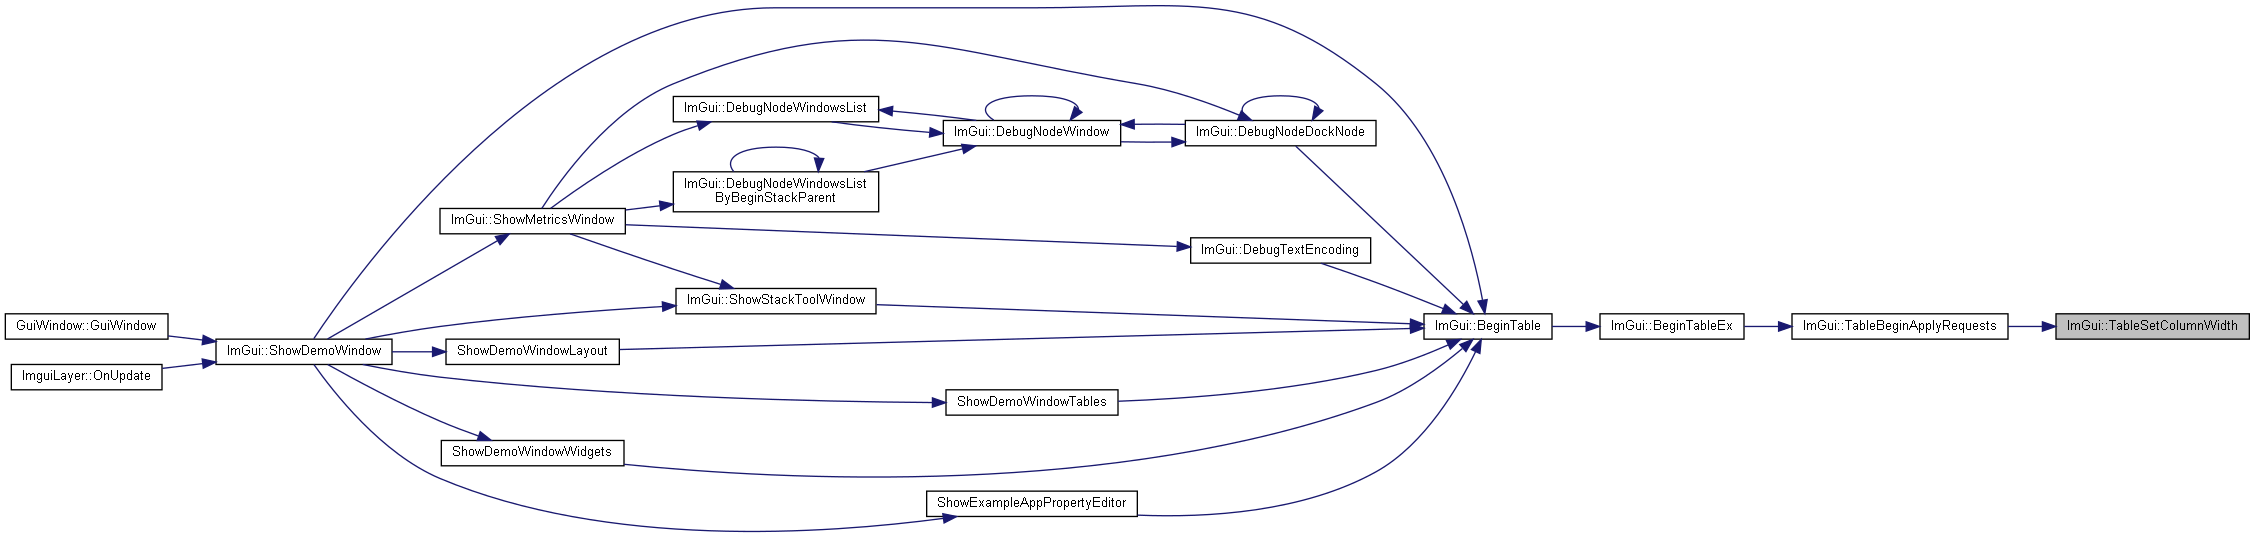 ImGui::DebugNodeWindowsList
ImGui::DebugNodeWindow
ImGui::DebugNodeDockNode
ImGui::DebugNodeWindowsList
ByBeginStackParent
ImGui::ShowMetricsWindow
ImGui::DebugTextEncoding
ImGui::ShowStackToolWindow
GuiWindow::GuiWindow
ImGui::BeginTable
ImGui::BeginTableEx
ImGui::TableBeginApplyRequests
ImGui::TableSetColumnWidth
ImGui::ShowDemoWindow
ShowDemoWindowLayout
ImguiLayer::OnUpdate
ShowDemoWindowTables
ShowDemoWindowWidgets
ShowExampleAppPropertyEditor